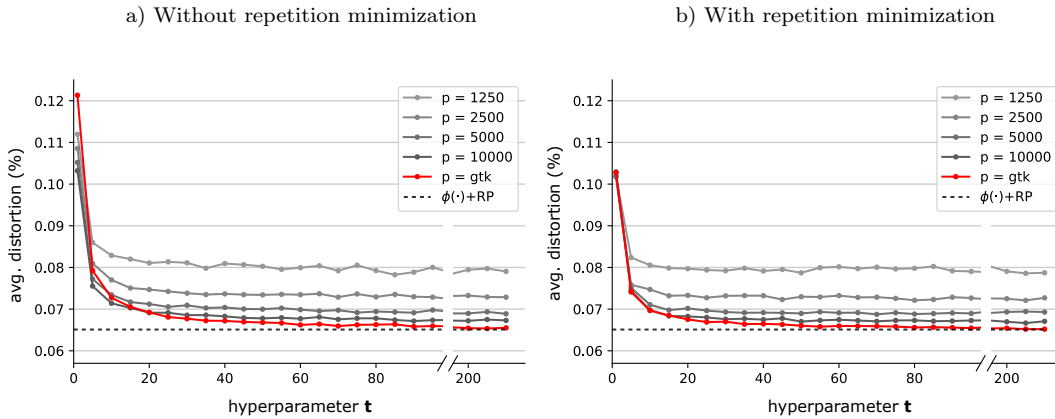 a) Without repetition minimization
b) With repetition minimization
avg. distortion (%)
0.12
0.11
0.10
0.09
0.08
0.07
0.06
p = 1250
p = 2500
p = 5000
p = 10000
p = gtk
ϕ(·)+RP
0 20 40 60 80 200
hyperparameter t
avg. distortion (%)
0.12
0.11
0.10
0.09
0.08
0.07
0.06
p = 1250
p = 2500
p = 5000
p = 10000
p = gtk
ϕ(·)+RP
0 20 40 60 80 200
hyperparameter t